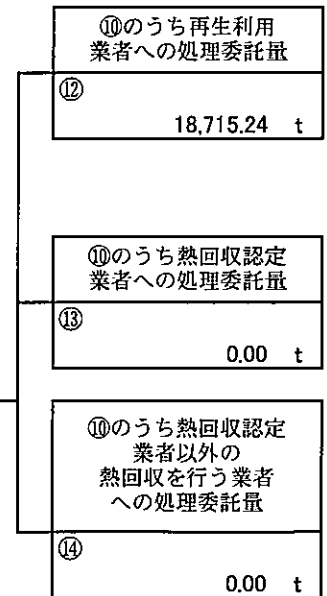 ⑩のうち再生利用
業者への処理委託量
⑫
18,715.24 t
⑩のうち熱回収認定
業者への処理委託量
⑬
0.00 t
⑩のうち熱回収認定
業者以外の
熱回収を行う業者
への処理委託量
⑭
0.00 t